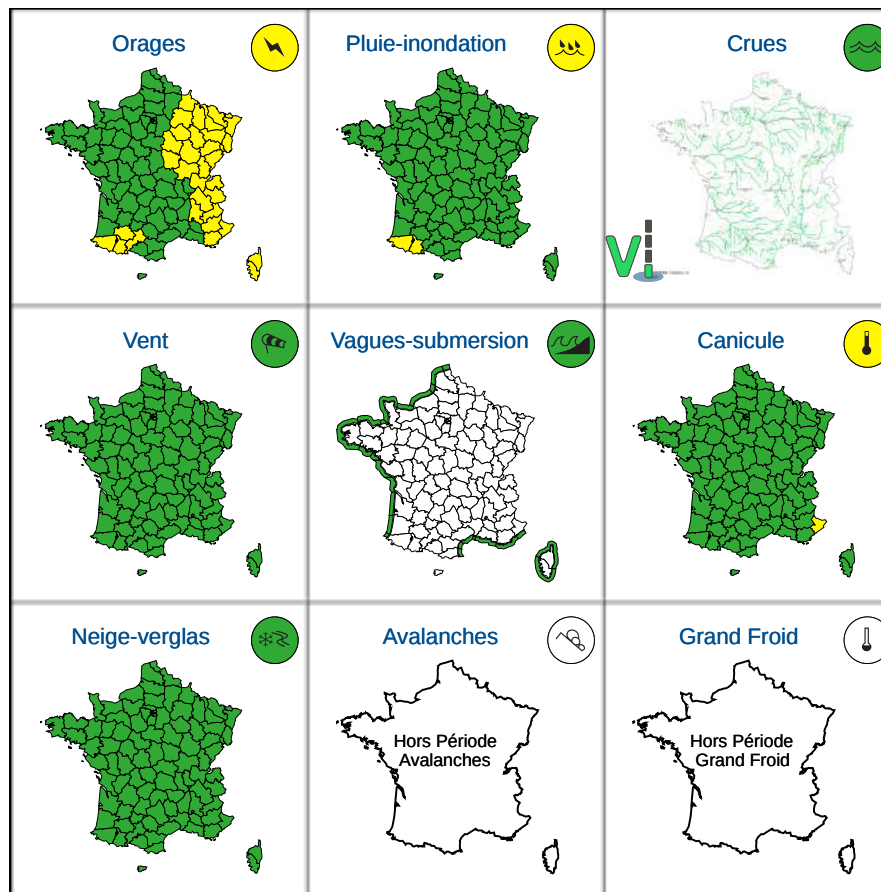 Orages
Pluie-inondation
Crues
Vi
Vent
Vagues-submersion
Canicule
Neige-verglas
Avalanches
Grand Froid
Hors Période
Avalanches
Hors Période
Grand Froid